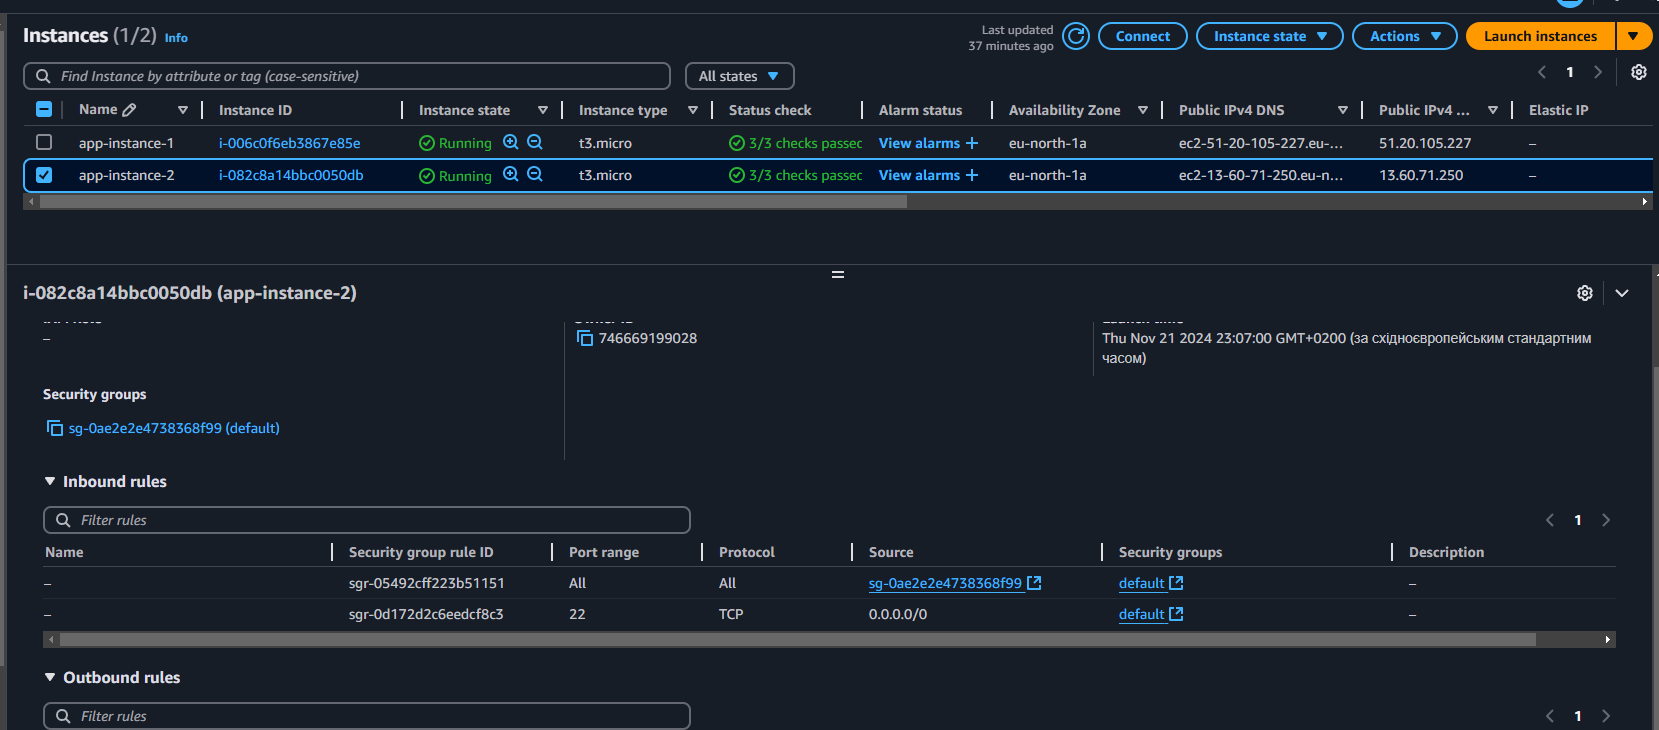 Instances (1/2) Info
Last updated
37 minutes ago
Connect
Instance state
Actions
Launch instances
Find Instance by attribute or tag (case-sensitive)
All states
1
Name Instance ID Instance state Instance type Status check Alarm status Availability Zone Public IPv4 DNS Public IPv4 ... Elastic IP
app-instance-1 i-006c0f6eb3867e85e Running t3.micro 3/3 checks passec View alarms + eu-north-1a ec2-51-20-105-227.eu-... 51.20.105.227 –
app-instance-2 i-082c8a14bbc0050db Running t3.micro 3/3 checks passec View alarms + eu-north-1a ec2-13-60-71-250.eu-n... 13.60.71.250 –
i-082c8a14bbc0050db (app-instance-2)
–
746669199028
Thu Nov 21 2024 23:07:00 GMT+0200 (за східноєвропейським стандартним
часом)
Security groups
sg-0ae2e2e4738368f99 (default)
Inbound rules
Filter rules
1
Name Security group rule ID Port range Protocol Source Security groups Description
– sgr-05492cff223b51151 All All sg-0ae2e2e4738368f99 default –
– sgr-0d172d2c6eedcf8c3 22 TCP 0.0.0.0/0 default –
Outbound rules
Filter rules
1